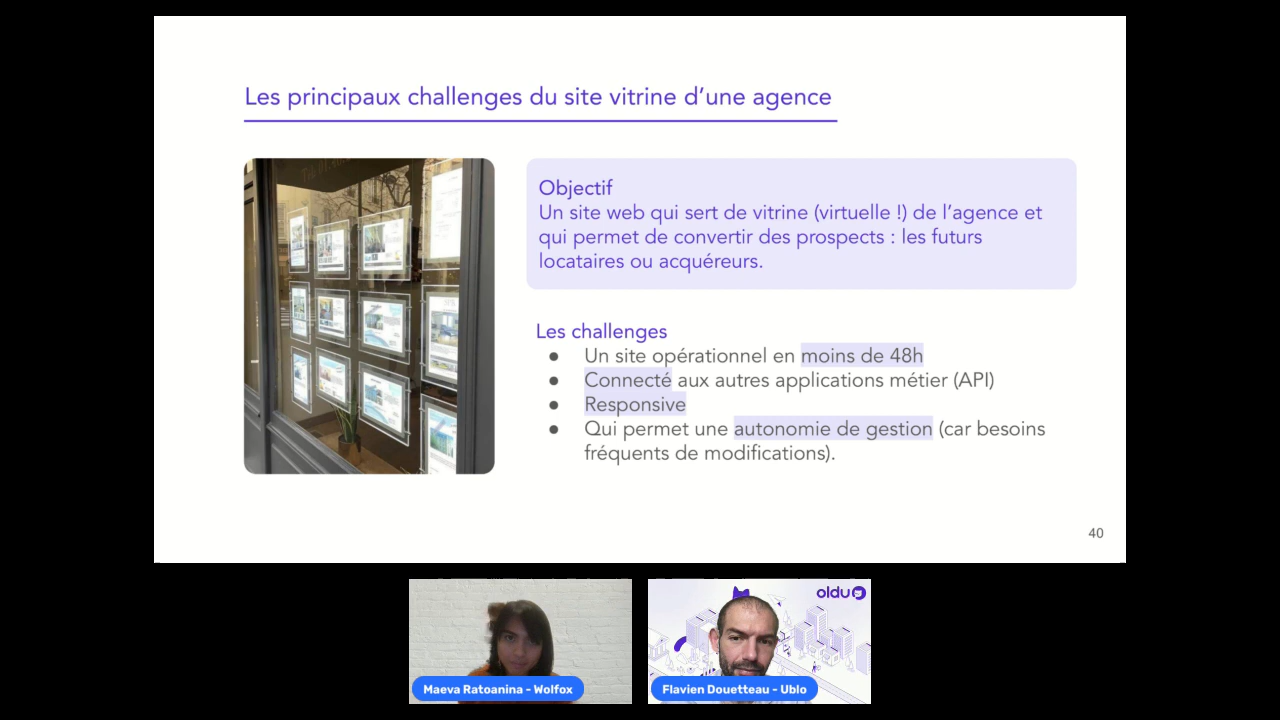 Les principaux challenges du site vitrine d’une agence
Objectif
Un site web qui sert de vitrine (virtuelle !) de l’agence et
qui permet de convertir des prospects : les futurs
locataires ou acquéreurs.
Les challenges
● Un site opérationnel en moins de 48h
● Connecté aux autres applications métier (API)
● Responsive
● Qui permet une autonomie de gestion (car besoins
fréquents de modifications).
40
oldu
Maeva Ratoanina - Wolfox
Flavien Douetteau - Ublo